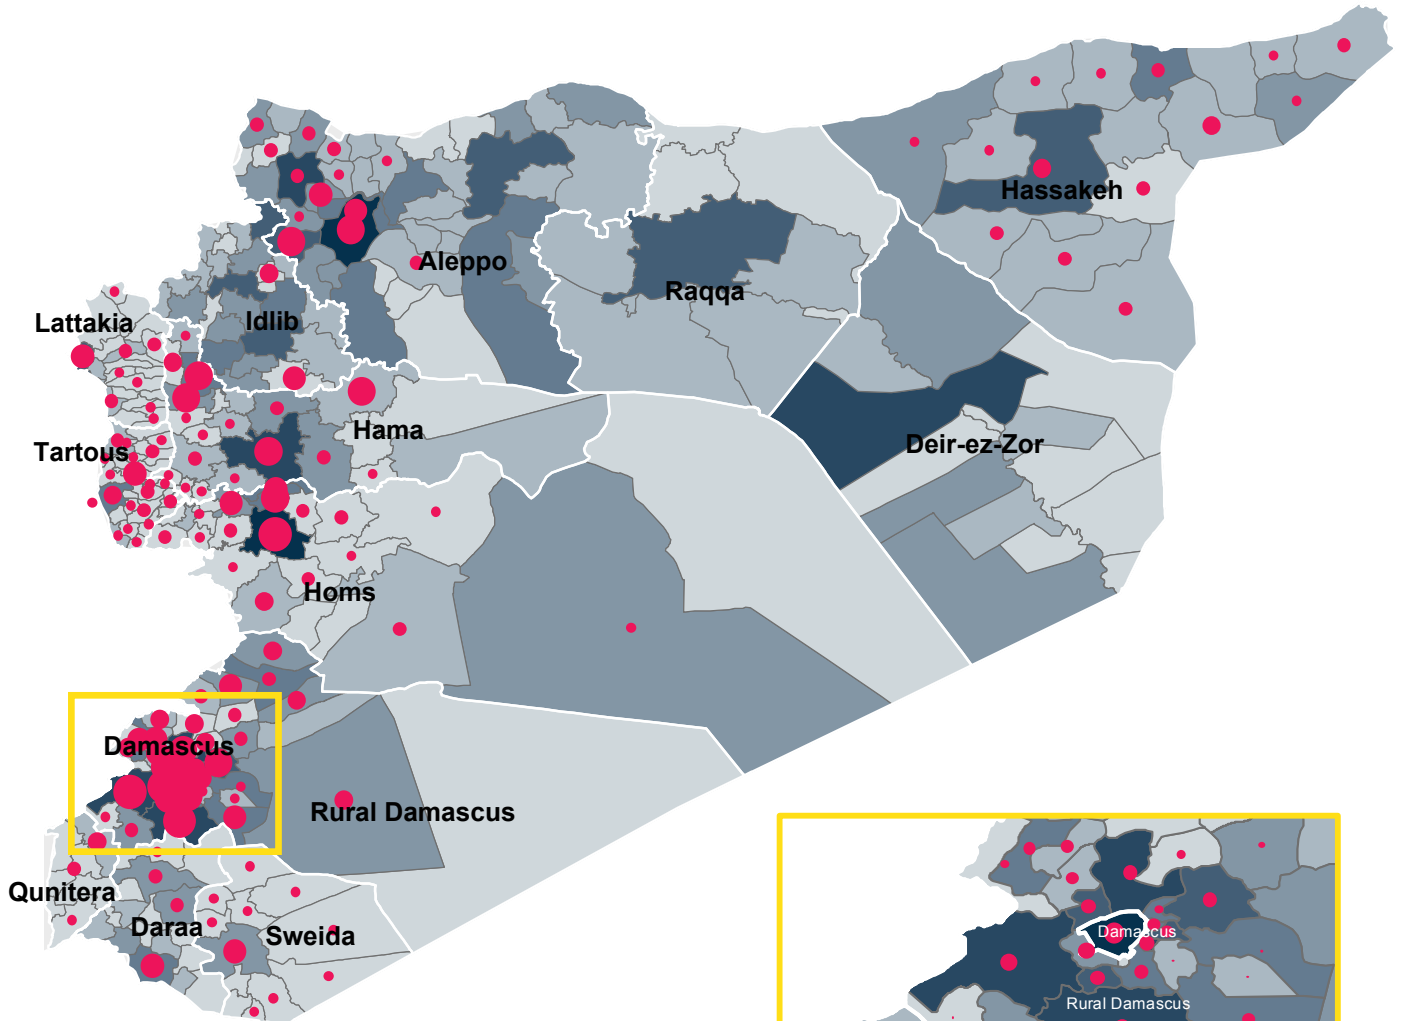 Hassakeh
Aleppo
Raqqa
Lattakia
Idlib
Hama
Deir-ez-Zor
Tartous
Homs
Damascus
Rural Damascus
Qunitera
Daraa
Sweida
Damascus
Rural Damascus